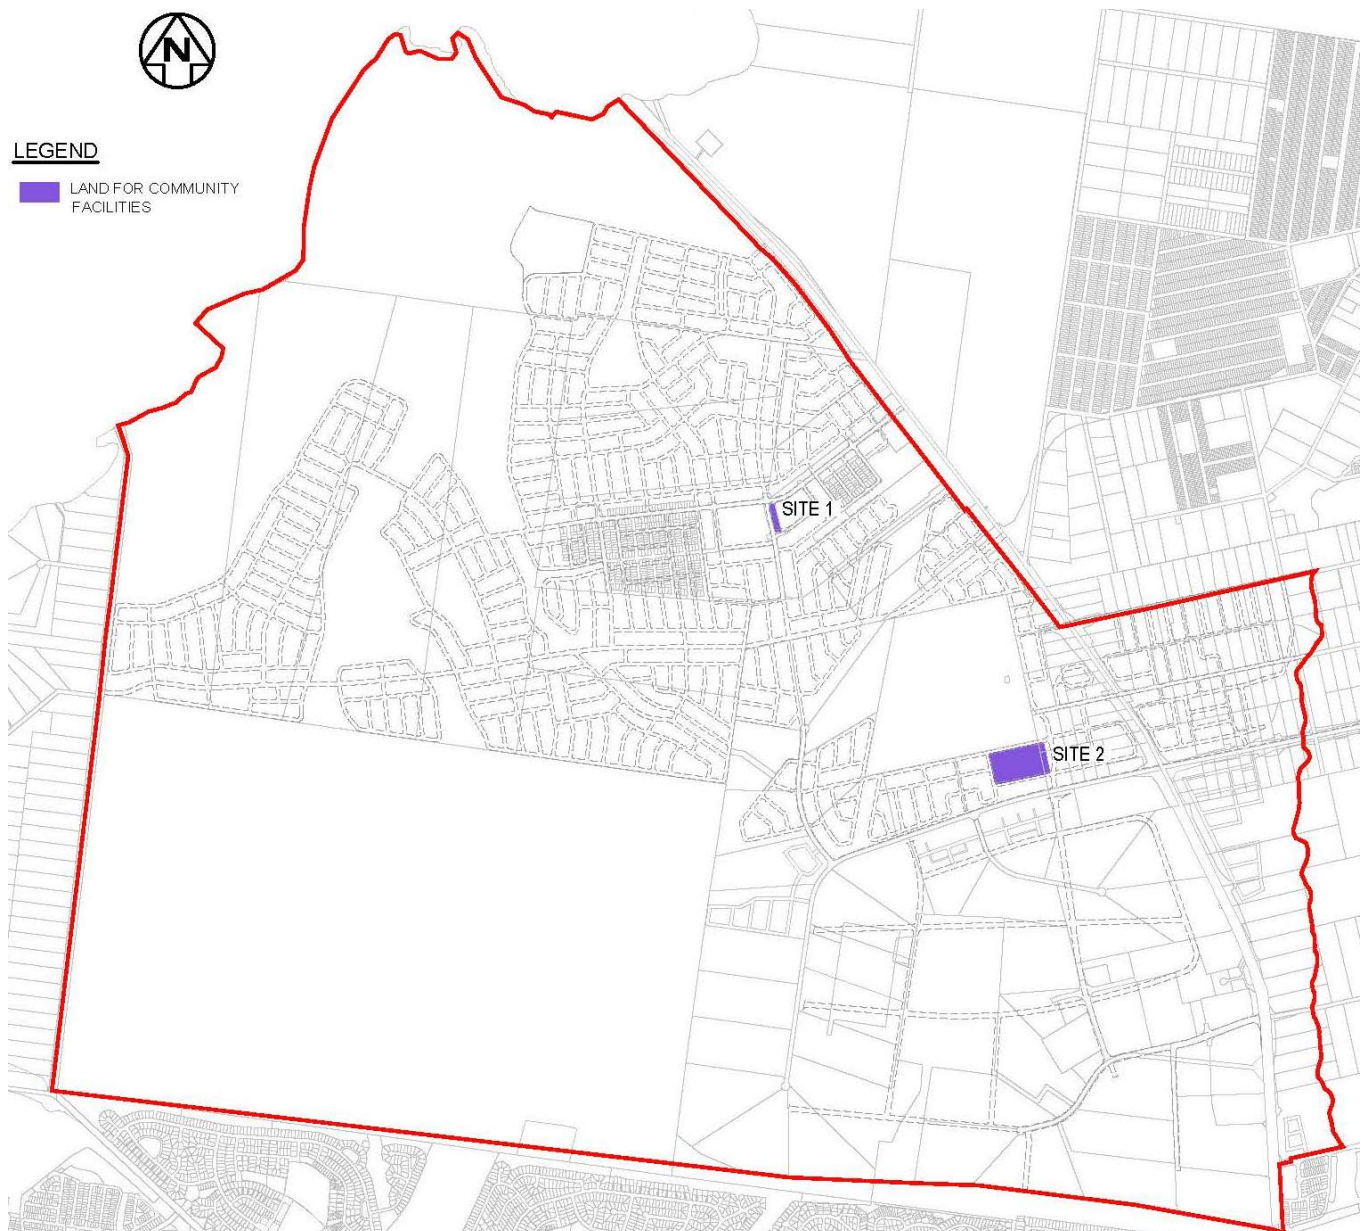 N
LEGEND
LAND FOR COMMUNITY
FACILITIES
SITE 1
SITE 2